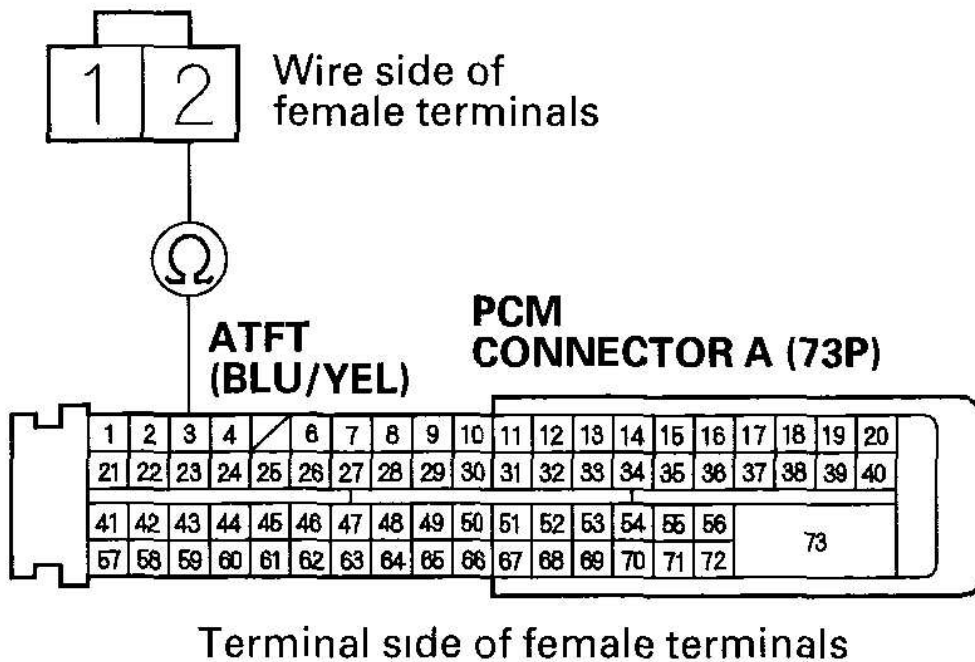 1 2
Wire side of
female terminals
Ω
ATFT
(BLU/YEL)
PCM
CONNECTOR A (73P)
1 2 3 4 6 7 8 9 10 11 12 13 14 15 16 17 18 19 20
21 22 23 24 25 26 27 28 29 30 31 32 33 34 35 36 37 38 39 40
41 42 43 44 45 46 47 48 49 50 51 52 53 54 55 56
73
57 58 59 60 61 62 63 64 65 66 67 68 69 70 71 72
Terminal side of female terminals